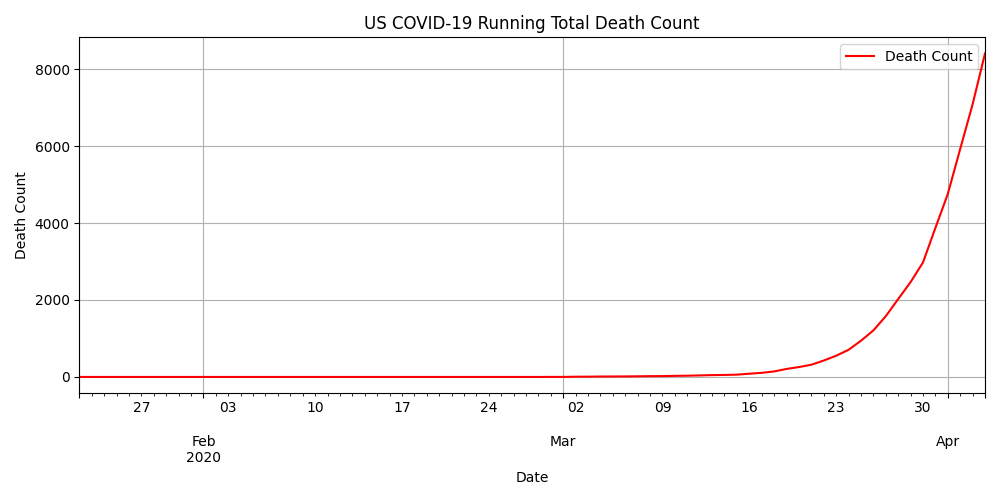 US COVID-19 Running Total Death Count
Death Count
8000
6000
4000
2000
0
Death Count
27 03 10 17 24 02 09 16 23 30
Feb Mar Apr
2020
Date